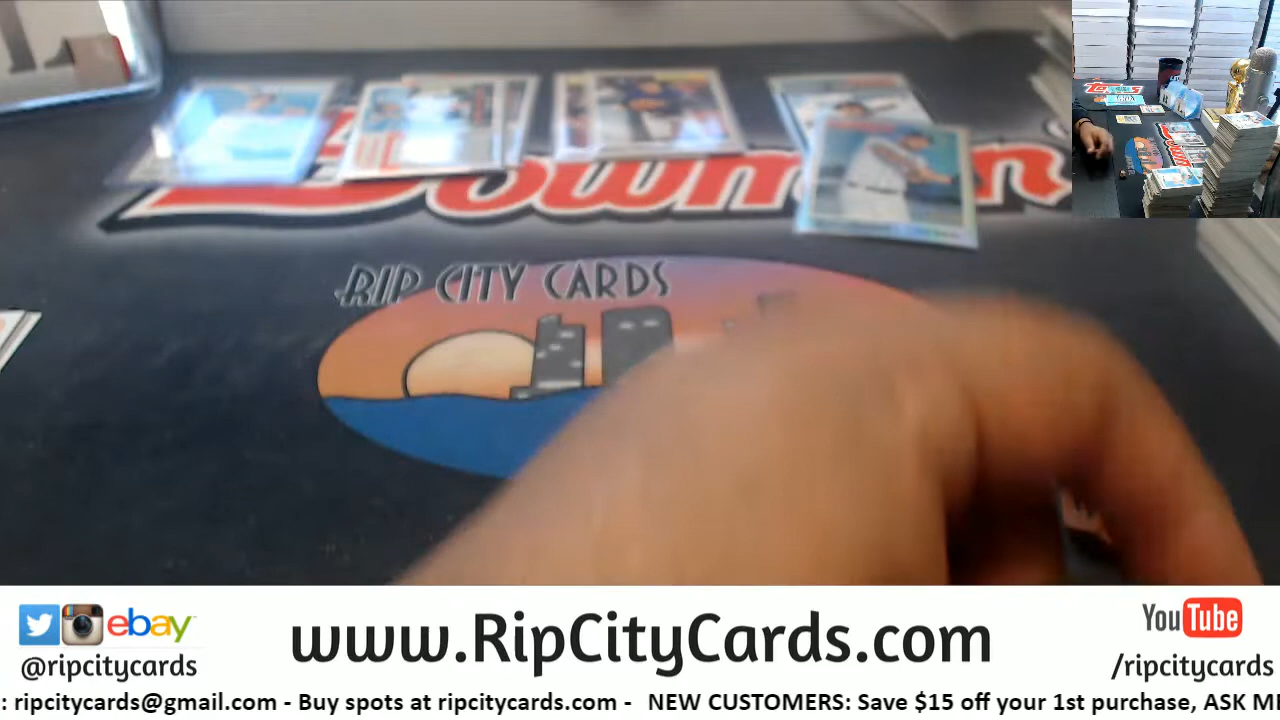 RIP CITY CARDS
ebay
@ripcitycards
www.RipCityCards.com
YouTube
/ripcitycards
: ripcitycards@gmail.com - Buy spots at ripcitycards.com - NEW CUSTOMERS: Save $15 off your 1st purchase, ASK